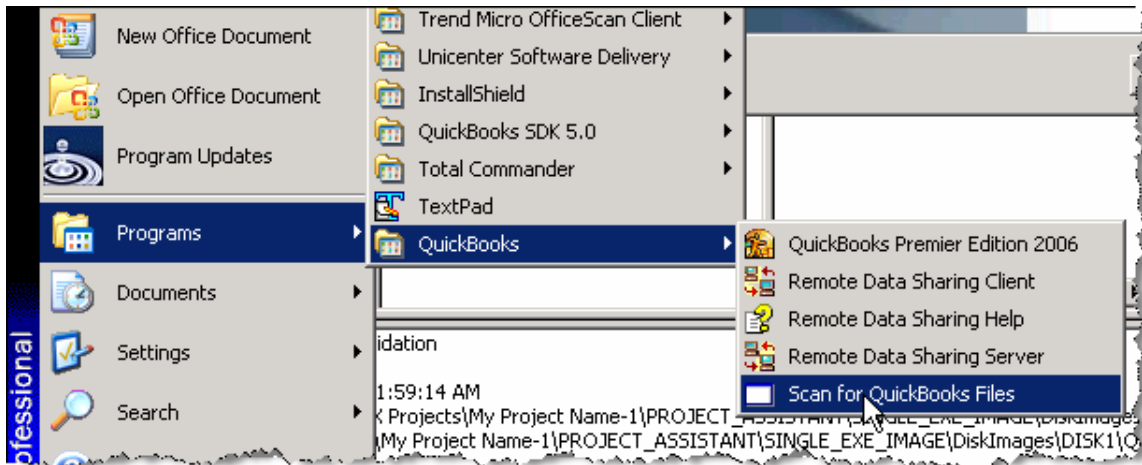 New Office Document
Open Office Document
Program Updates
Programs
Documents
Settings
Search
ofessional
Trend Micro OfficeScan Client
Unicenter Software Delivery
InstallShield
QuickBooks SDK 5.0
Total Commander
TextPad
QuickBooks
QuickBooks Premier Edition 2006
Remote Data Sharing Client
Remote Data Sharing Help
Remote Data Sharing Server
Scan for QuickBooks Files
idation
1:59:14 AM
X Projects\My Project Name-1\PROJECT_ASSISTANT\SINGLE_EXE_IMAGE\DiskImages
\My Project Name-1\PROJECT_ASSISTANT\SINGLE_EXE_IMAGE\DiskImages\DISK1\Q